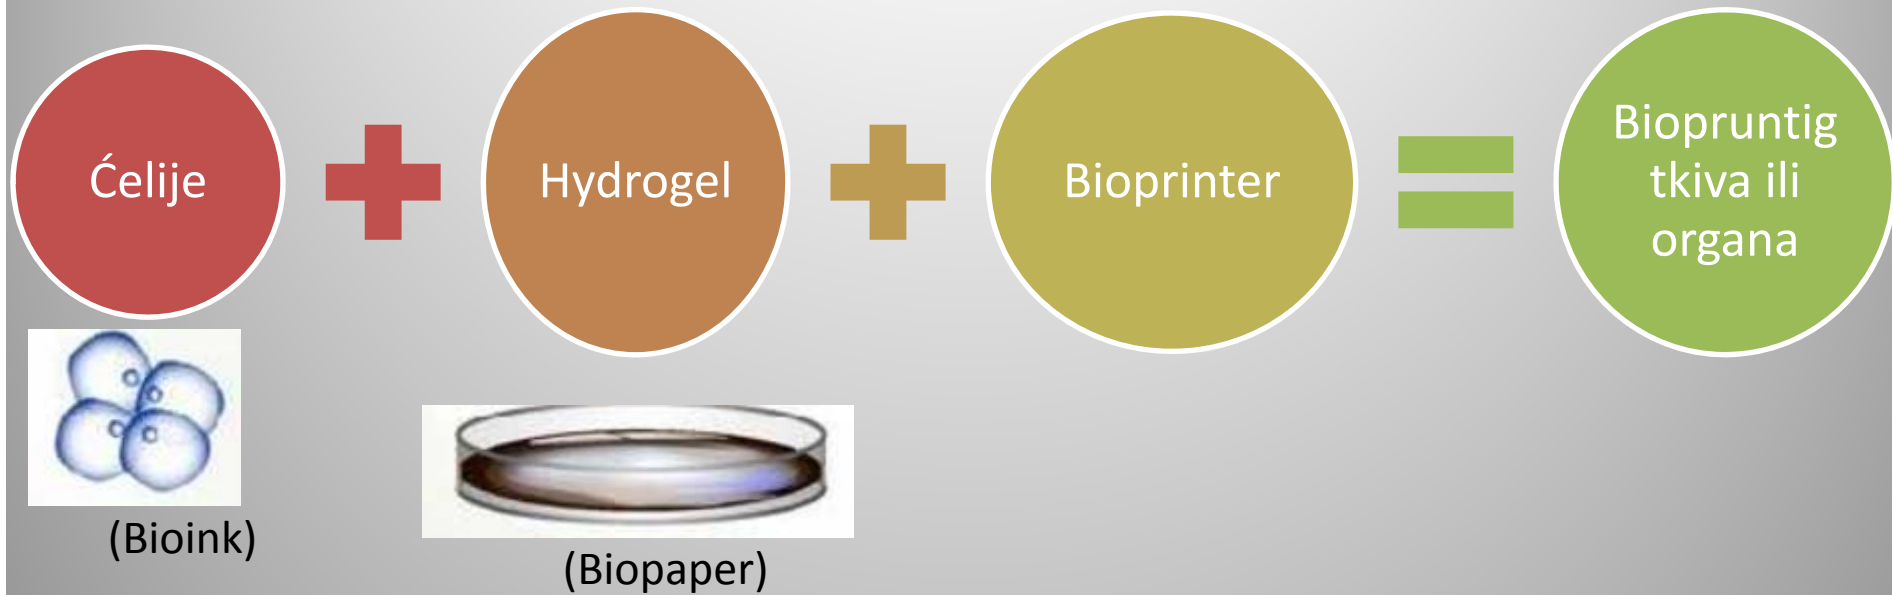 Ćelije
Hydrogel
Bioprinter
Biopruntig
tkiva ili
organa
(Bioink)
(Biopaper)